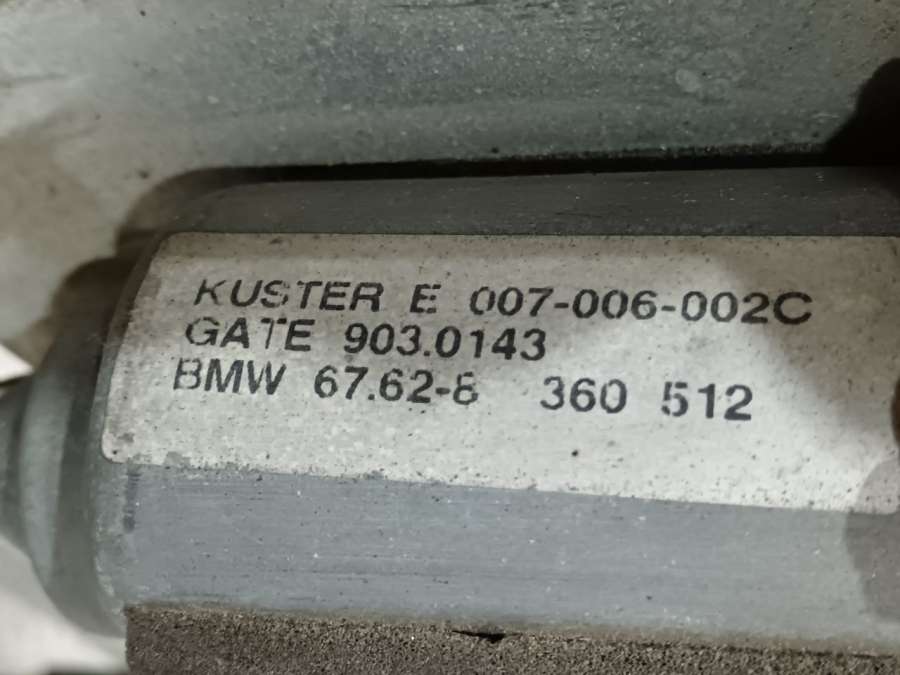 KUSTER E 007-006-002C
GATE 903.0143
BMW 67.62-8 360 512